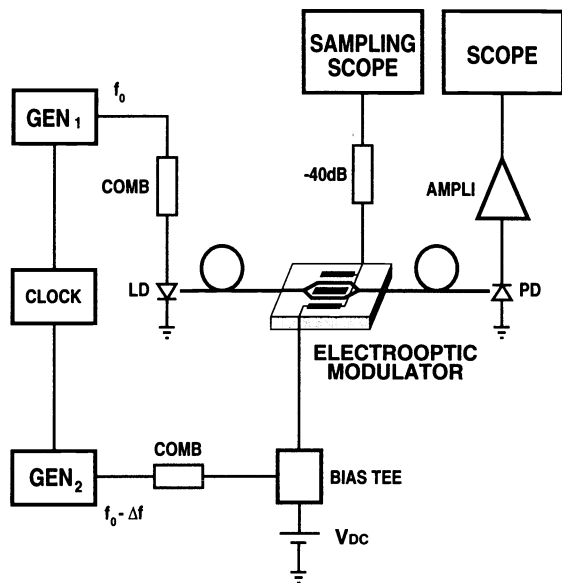 SAMPLING
SCOPE
SCOPE
GEN1
f0
COMB
-40dB
AMPLI
CLOCK
LD
PD
ELECTROOPTIC
MODULATOR
GEN2
COMB
BIAS TEE
f0 - Δf
VDC